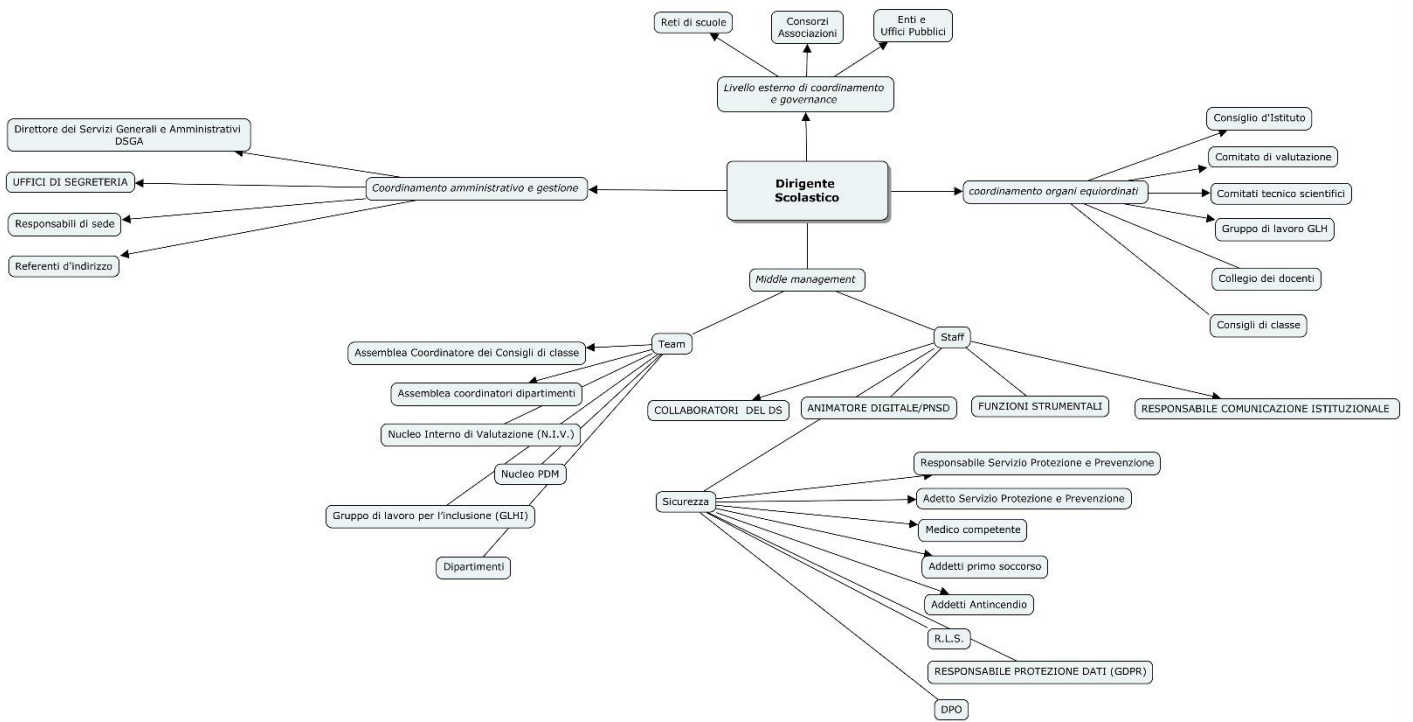 Reti di scuole
Consorzi
Associazioni
Enti e
Uffici Pubblici
Livello esterno di coordinamento
e governance
Direttore dei Servizi Generali e Amministrativi
DSGA
UFFICI DI SEGRETERIA
Responsabili di sede
Referenti d'indirizzo
Coordinamento amministrativo e gestione
Dirigente
Scolastico
coordinamento organi equiordinati
Consiglio d'Istituto
Comitato di valutazione
Comitati tecnico scientifici
Gruppo di lavoro GLH
Collegio dei docenti
Consigli di classe
Middle management
Team
Staff
Assemblea Coordinatore dei Consigli di classe
Assemblea coordinatori dipartimenti
Nucleo Interno di Valutazione (N.I.V.)
Nucleo PDM
Gruppo di lavoro per l'inclusione (GLHI)
Dipartimenti
COLLABORATORI DEL DS
ANIMATORE DIGITALE/PNSD
FUNZIONI STRUMENTALI
RESPONSABILE COMUNICAZIONE ISTITUZIONALE
Sicurezza
Responsabile Servizio Protezione e Prevenzione
Adetto Servizio Protezione e Prevenzione
Medico competente
Addetti primo soccorso
Addetti Antincendio
R.L.S.
RESPONSABILE PROTEZIONE DATI (GDPR)
DPO